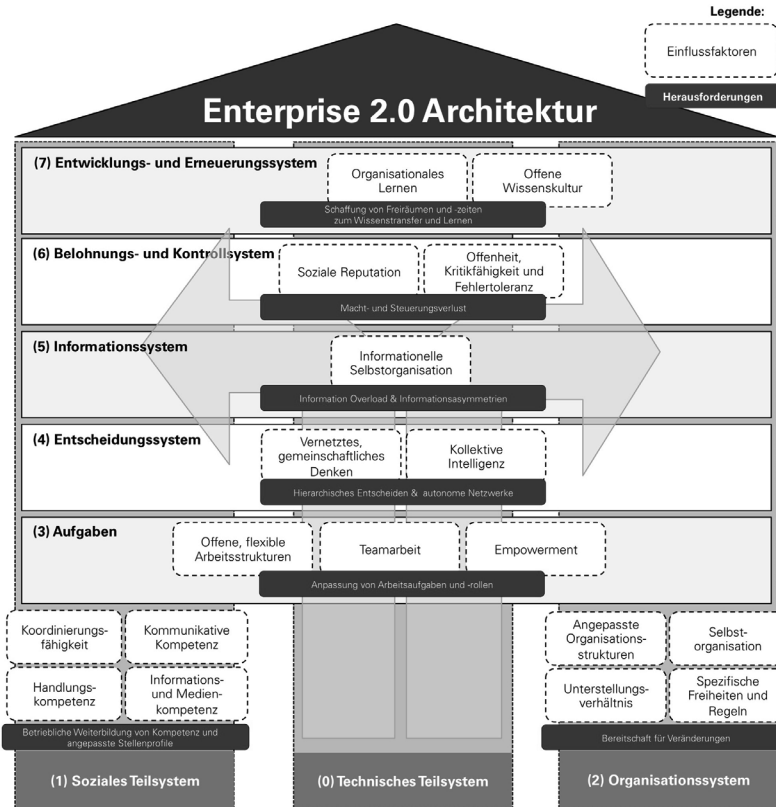 Legende:
Einflussfaktoren
Herausforderungen
Enterprise 2.0 Architektur
(7) Entwicklungs- und Erneuerungssystem
Organisationales
Lernen
Offene
Wissenskultur
Schaffung von Freiräumen und -zeiten
zum Wissenstransfer und Lernen
(6) Belohnungs- und Kontrollsystem
Soziale Reputation
Offenheit,
Kritikfähigkeit und
Fehlertoleranz
Macht- und Steuerungsverlust
(5) Informationssystem
Informationelle
Selbstorganisation
Information Overload & Informationsasymmetrien
(4) Entscheidungssystem
Vernetztes,
gemeinschaftliches
Denken
Kollektive
Intelligenz
Hierarchisches Entscheiden & autonome Netzwerke
(3) Aufgaben
Offene, flexible
Arbeitsstrukturen
Teamarbeit
Empowerment
Anpassung von Arbeitsaufgaben und -rollen
Koordinierungs-
fähigkeit
Kommunikative
Kompetenz
Handlungs-
kompetenz
Informations-
und Medien-
kompetenz
Betriebliche Weiterbildung von Kompetenz und
angepasste Stellenprofile
(1) Soziales Teilsystem
(0) Technisches Teilsystem
Angepasste
Organisations-
strukturen
Selbst-
organisation
Unterstellungs-
verhältnis
Spezifische
Freiheiten und
Regeln
Bereitschaft für Veränderungen
(2) Organisationssystem